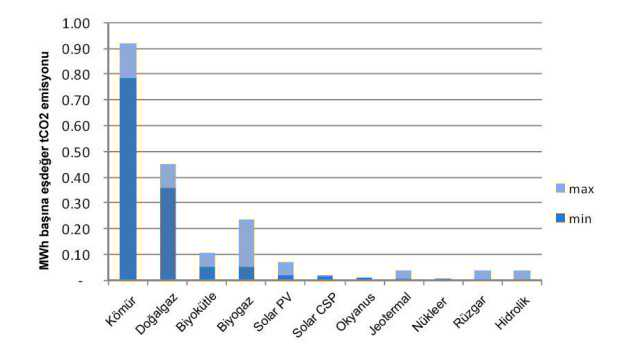 MWh başına eşdeğer tCO2 emisyonu
1.00
0.90
0.80
0.70
0.60
0.50
0.40
0.30
0.20
0.10
-
Kömür
Doğalgaz
Biyokütle
Biyogaz
Solar PV
Solar CSP
Okyanus
Jeotermal
Nükleer
Rüzgar
Hidrolik
max
min